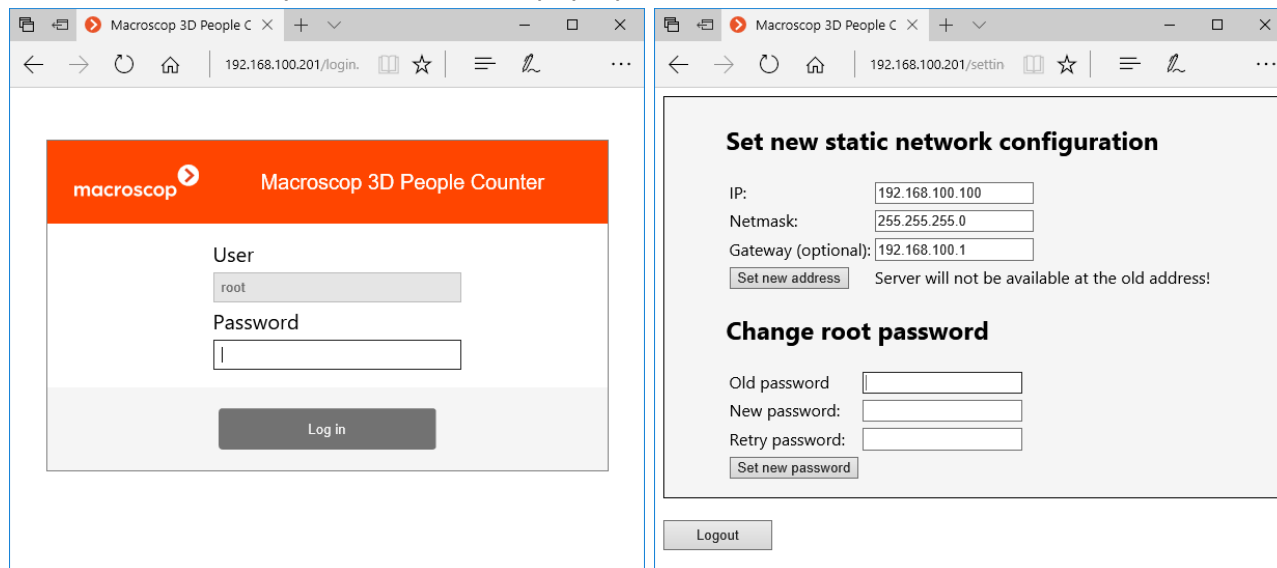 Macroscop 3D People C
192.168.100.201/login.
macroscop
Macroscop 3D People Counter
User
root
Password
Log in
Macroscop 3D People C
192.168.100.201/settin
Set new static network configuration
IP: 192.168.100.100
Netmask: 255.255.255.0
Gateway (optional): 192.168.100.1
Set new address Server will not be available at the old address!
Change root password
Old password
New password:
Retry password:
Set new password
Logout